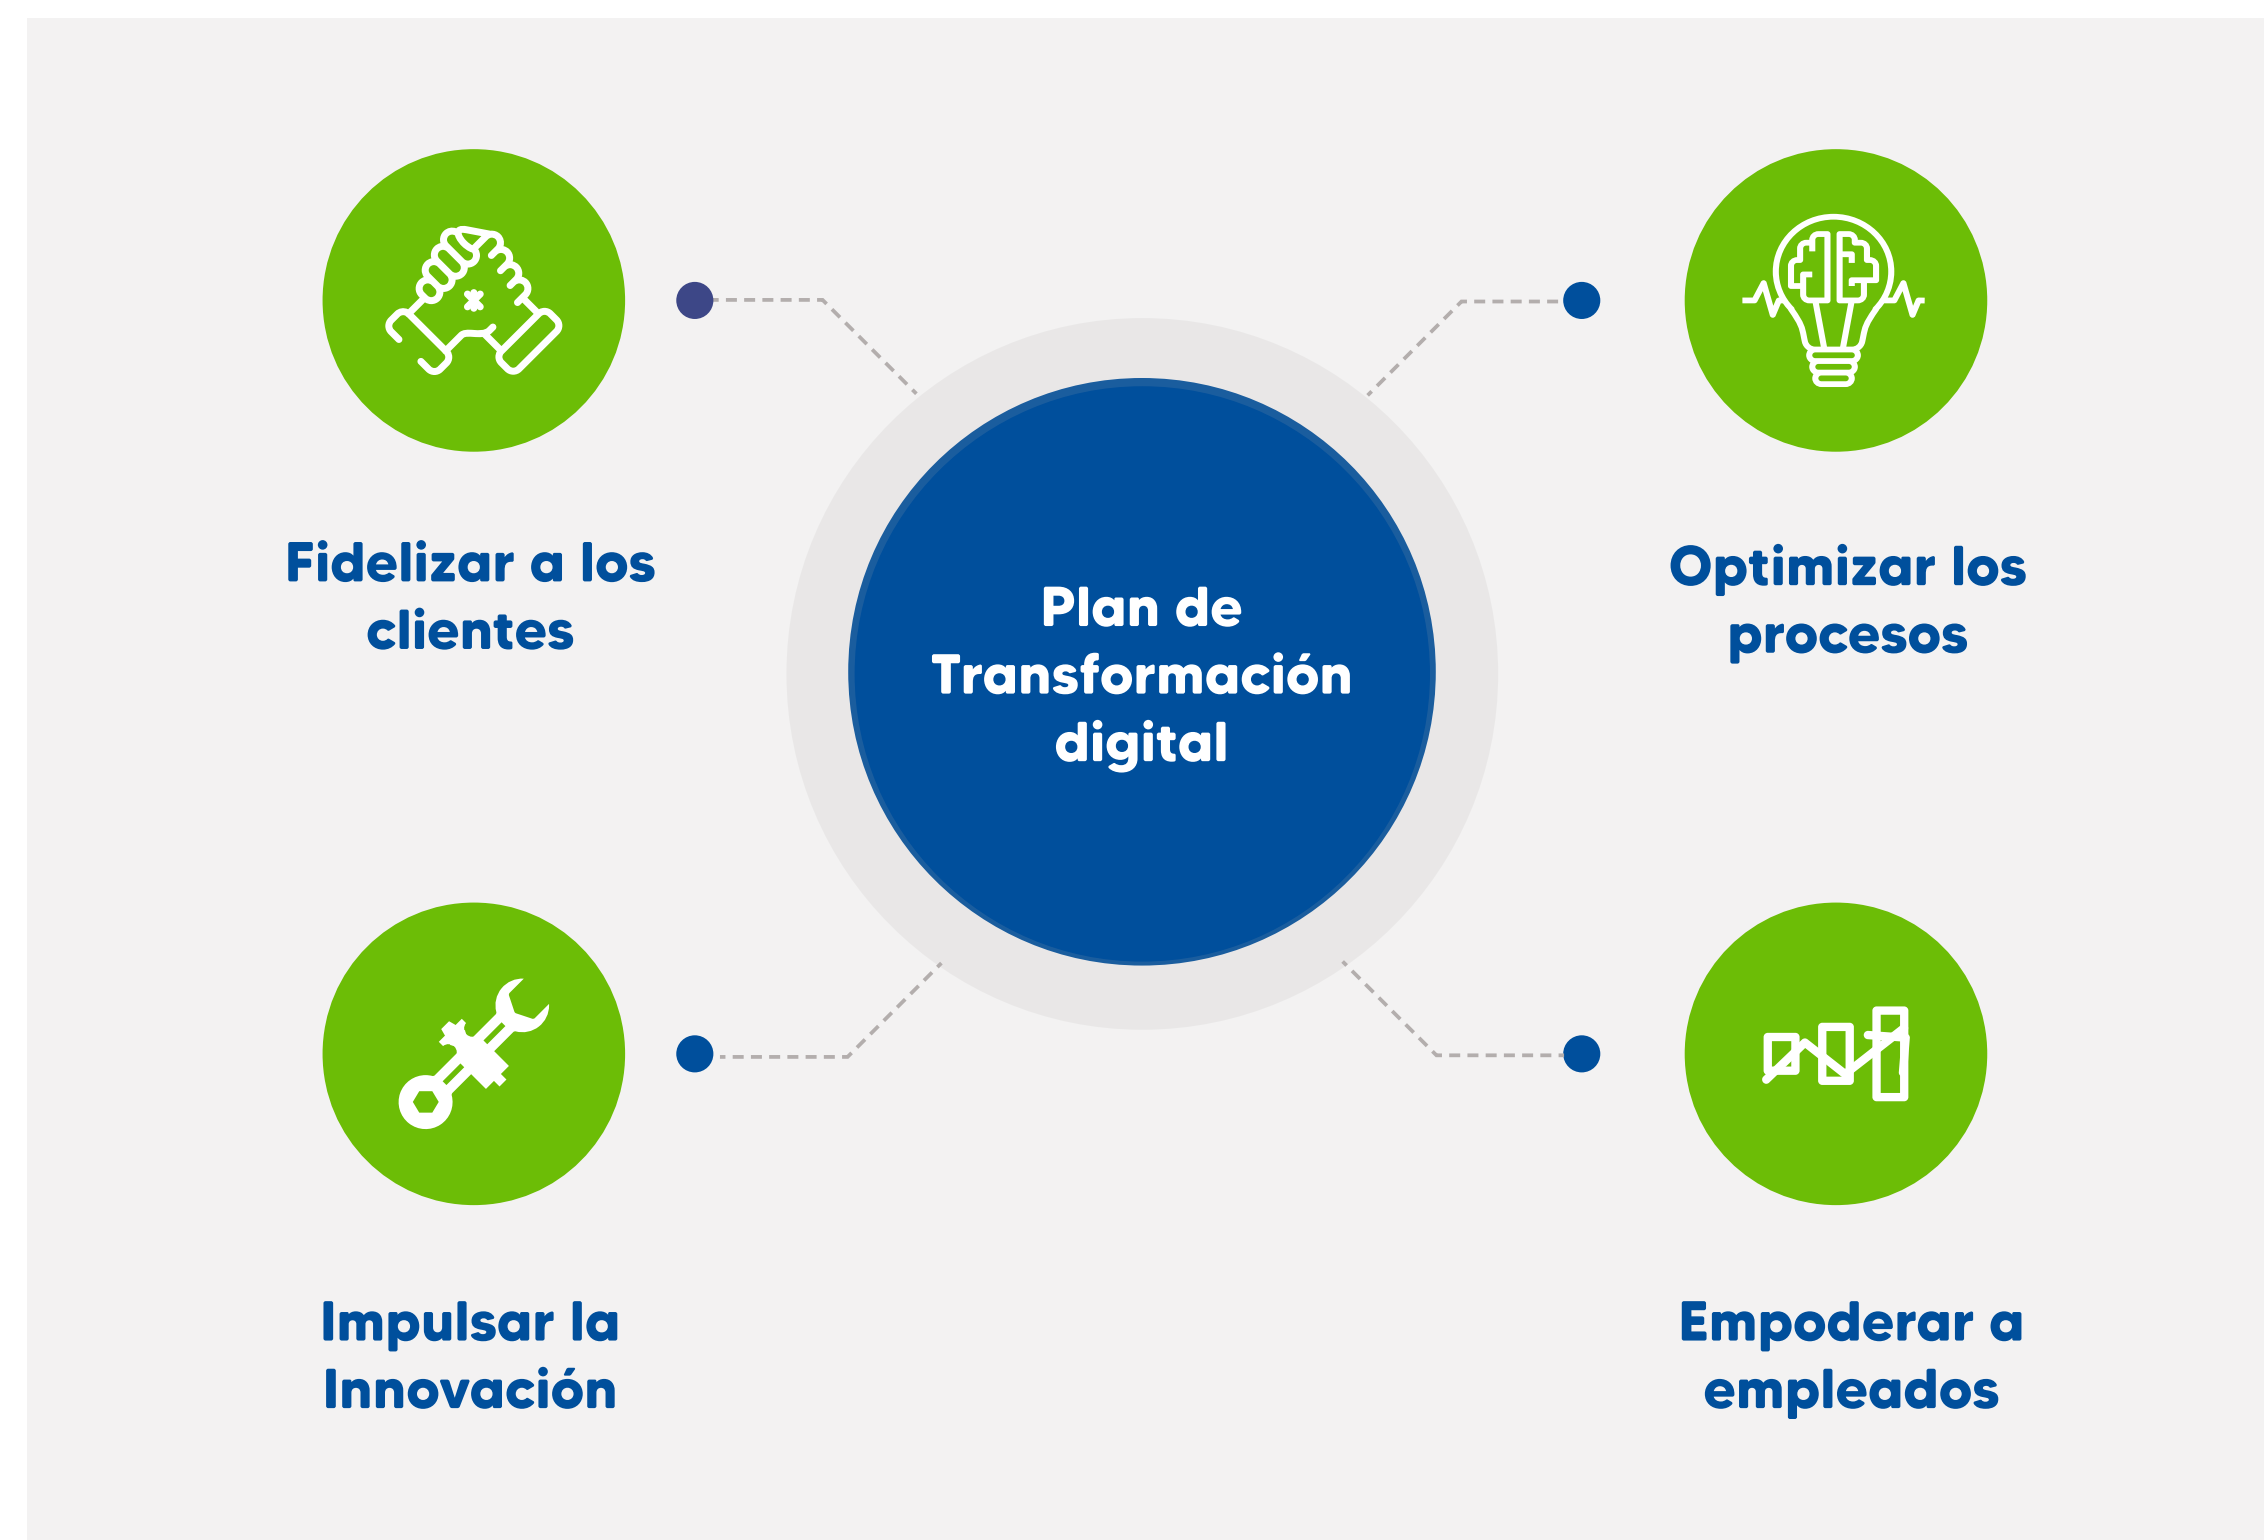 Fidelizar a los
clientes
Optimizar los
procesos
Plan de
Transformación
digital
Impulsar la
Innovación
Empoderar a
empleados